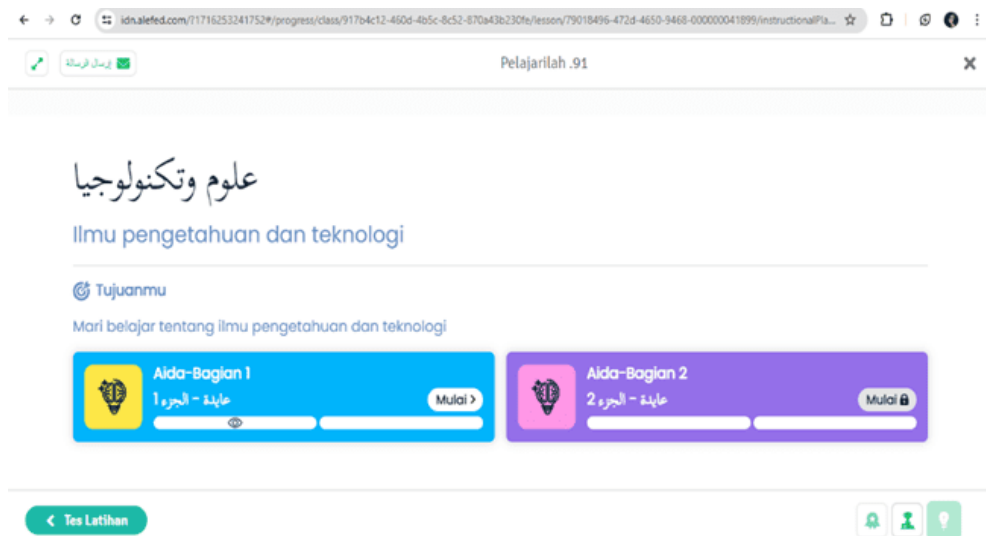 idn.alefed.com/?1716253241752#/progress/class/917b4c12-460d-4b5c-8c52-870a43b230fe/lesson/79018496-472d-4650-9468-000000041899/instructionalPla...
إرسال الرسالة
Pelajarilah .91
علوم وتكنولوجيا
Ilmu pengetahuan dan teknologi
Tujuanmu
Mari belajar tentang ilmu pengetahuan dan teknologi
Aida-Bagian 1
عايدة - الجزء 1
Mulai >
Aida-Bagian 2
عايدة - الجزء 2
Mulai
< Tes Latihan